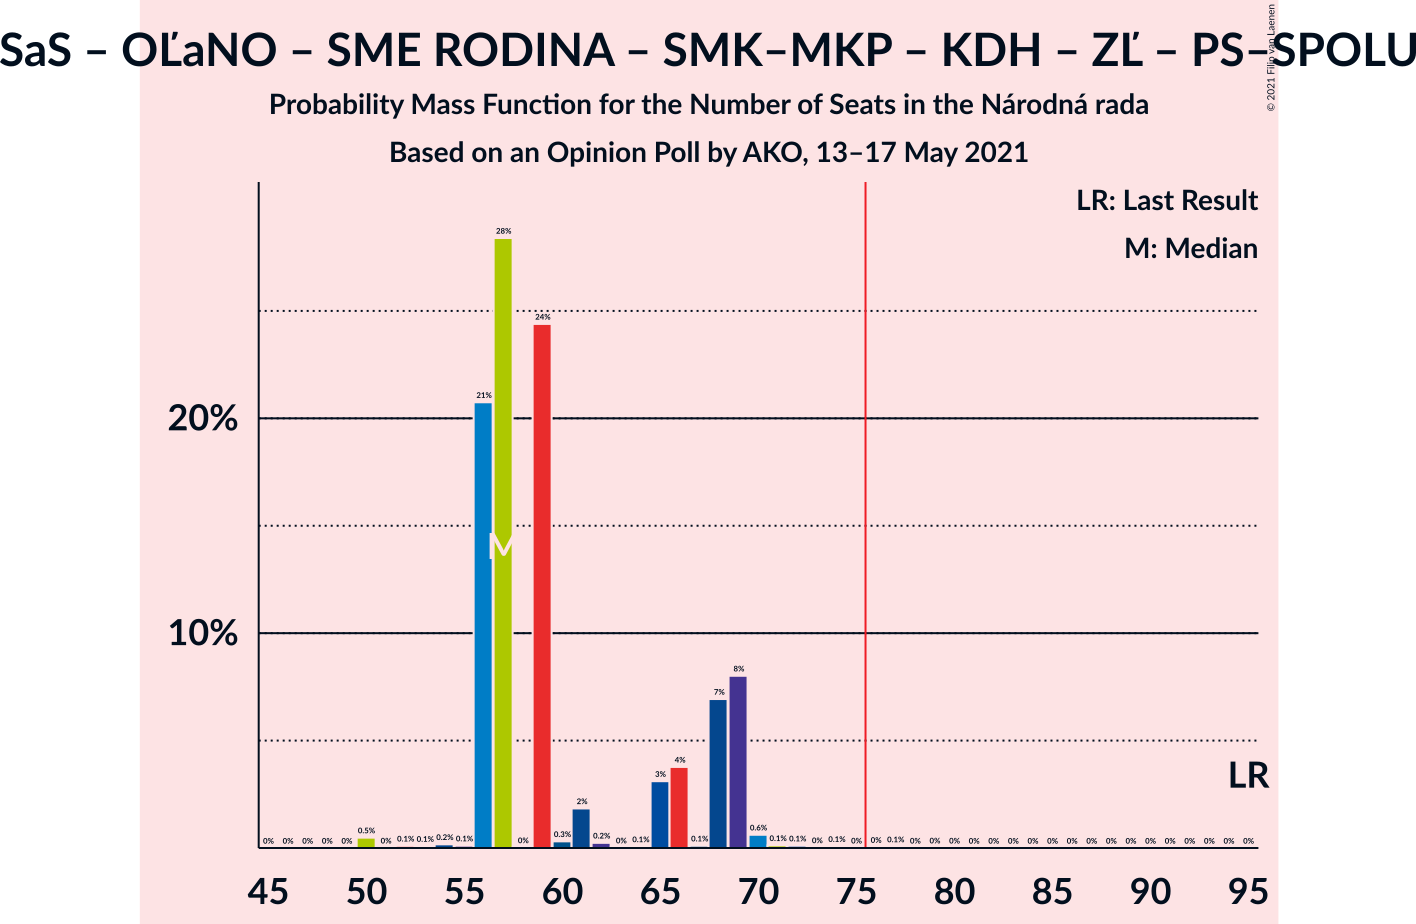 SaS – OĽaNO – SME RODINA – SMK–MKP – KDH – ZĽ – PS–SPOLU
© 2021 Filip van Laenen
Probability Mass Function for the Number of Seats in the Národná rada
Based on an Opinion Poll by AKO, 13–17 May 2021
LR: Last Result
M: Median
20%
10%
0% 0% 0% 0% 0% 0.5% 0% 0.1% 0.1% 0.2% 0.1% 21% 28% 0% 24% 0.3% 2% 0.2% 0% 0.1% 3% 4% 0.1% 7% 8% 0.6% 0.1% 0.1% 0% 0.1% 0% 0% 0.1% 0% 0% 0% 0% 0% 0% 0% 0% 0% 0% 0% 0% 0% 0% 0% 0% 0% 0%
M
LR
45 50 55 60 65 70 75 80 85 90 95